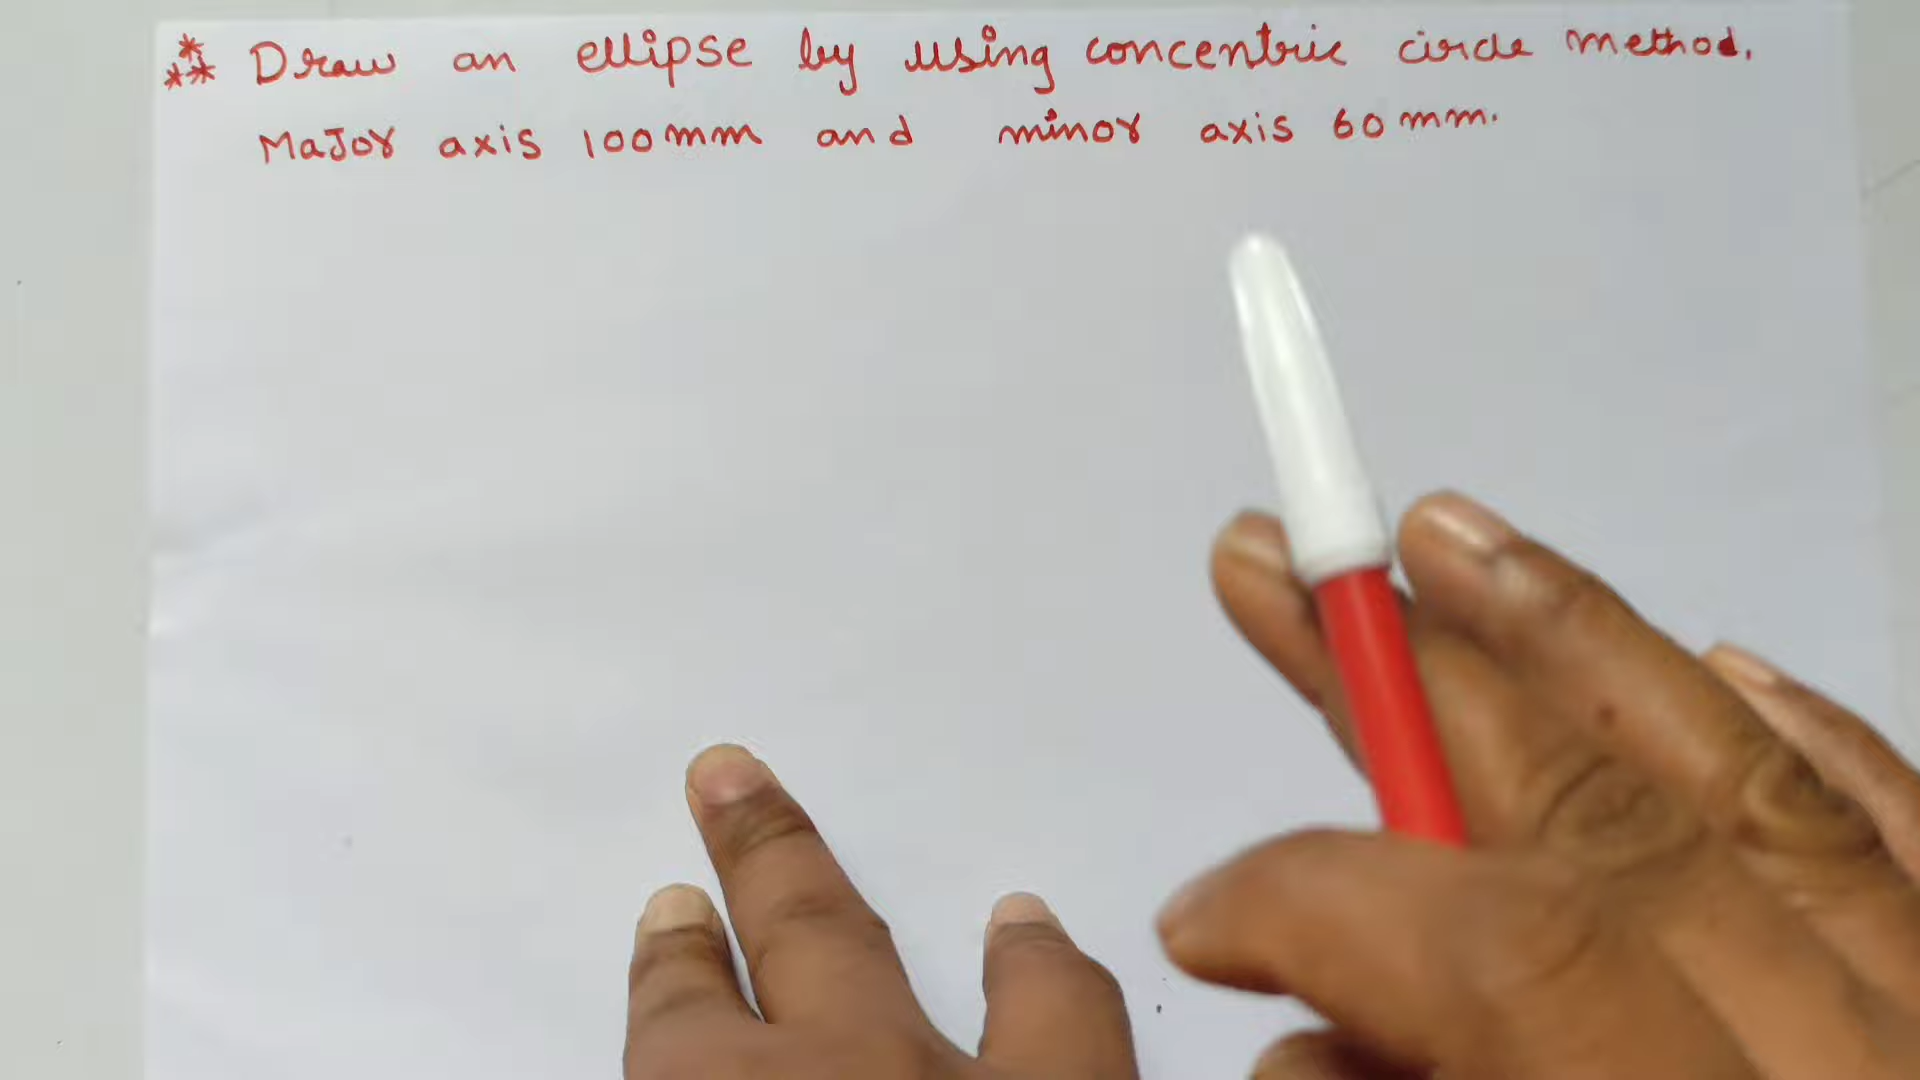 ⁂ Draw an ellipse by using concentric circle method.
Major axis 100mm and minor axis 60mm.